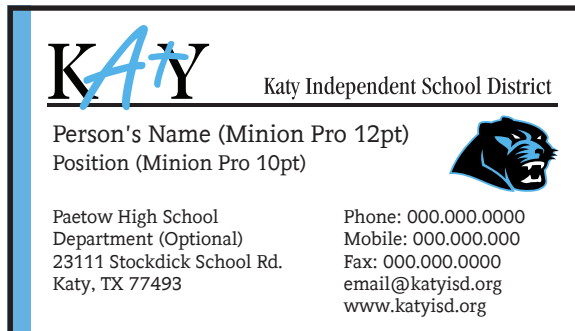 KAtY
Katy Independent School District
Person's Name (Minion Pro 12pt)
Position (Minion Pro 10pt)
Paetow High School
Department (Optional)
23111 Stockdick School Rd.
Katy, TX 77493
Phone: 000.000.0000
Mobile: 000.000.000
Fax: 000.000.0000
email@katyisd.org
www.katyisd.org